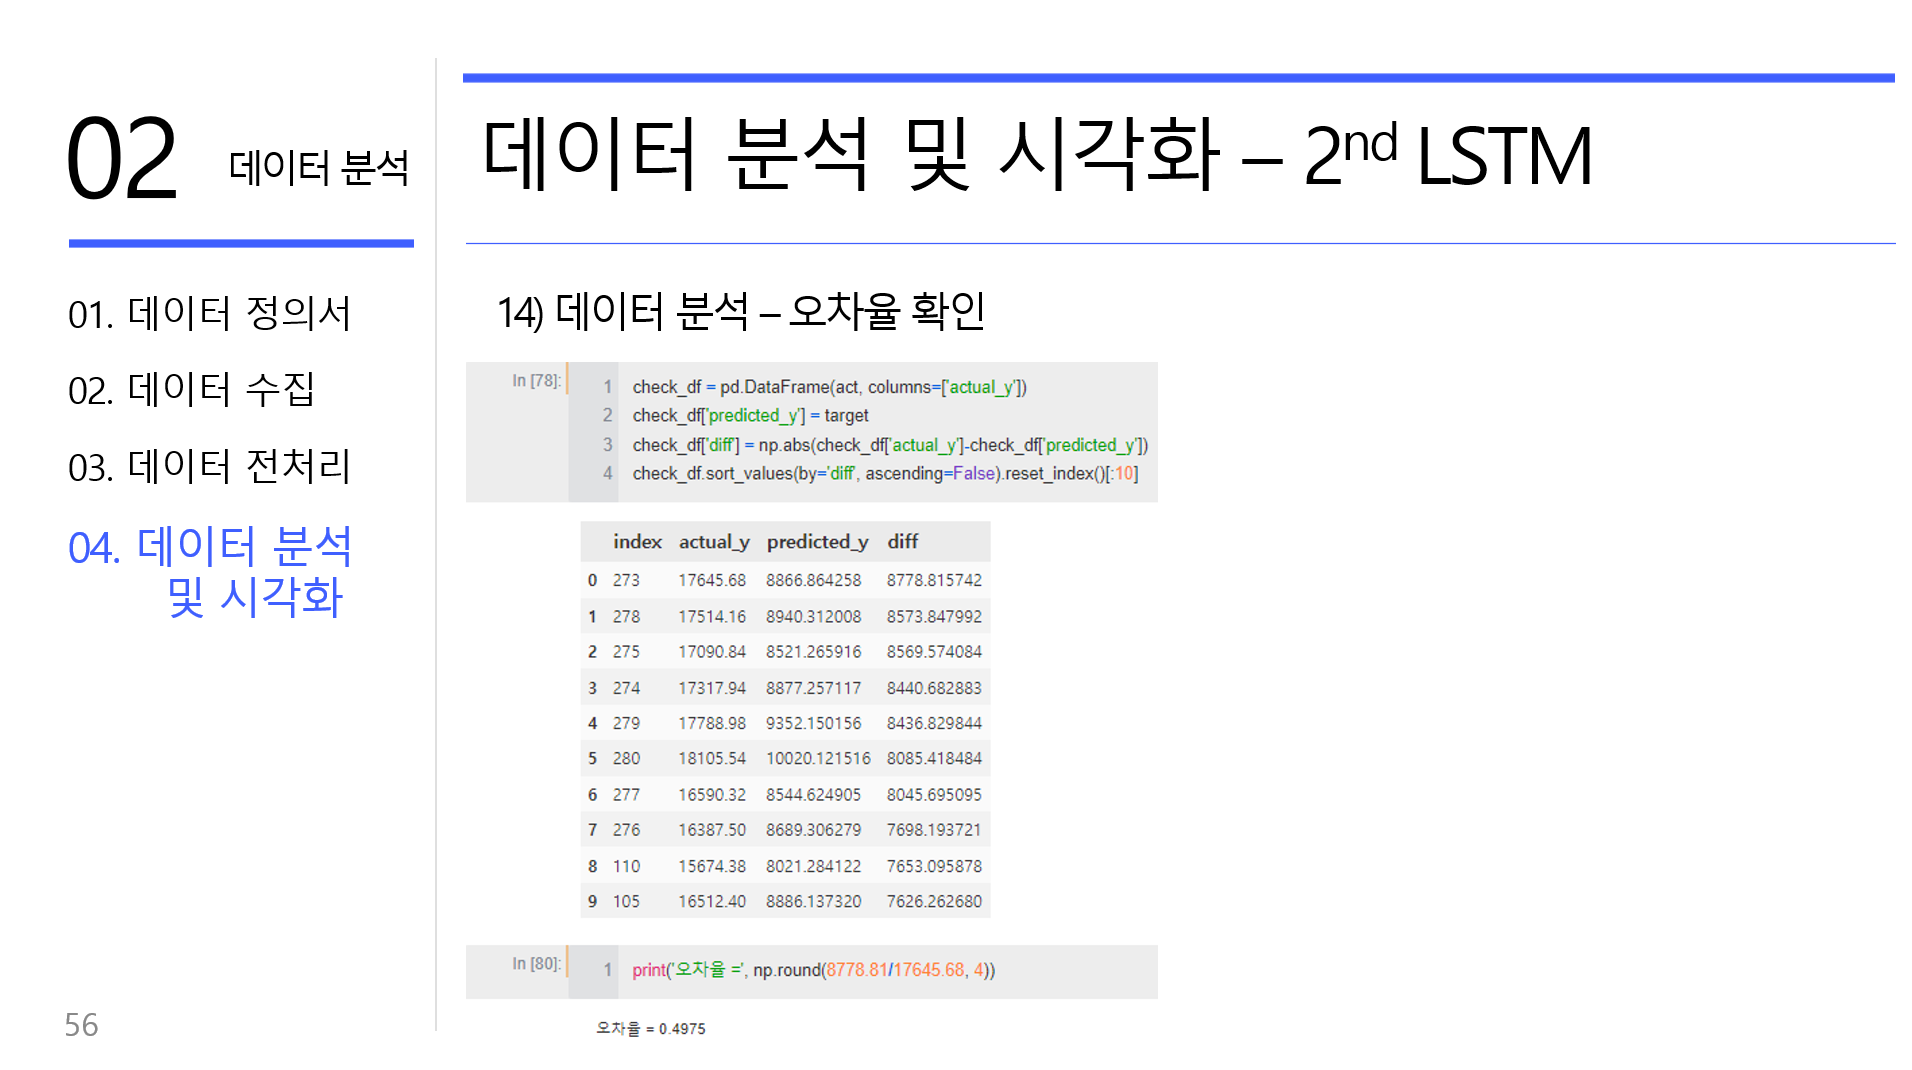 02 데이터 분석
01. 데이터 정의서
02. 데이터 수집
03. 데이터 전처리
04. 데이터 분석
및 시각화
56
데이터 분석 및 시각화 – 2nd LSTM
14) 데이터 분석 – 오차율 확인
In [78]:
1 check_df = pd.DataFrame(act, columns=['actual_y'])
2 check_df['predicted_y'] = target
3 check_df['diff'] = np.abs(check_df['actual_y']-check_df['predicted_y'])
4 check_df.sort_values(by='diff', ascending=False).reset_index()[:10]
index actual_y predicted_y diff
0 273 17645.68 8866.864258 8778.815742
1 278 17514.16 8940.312008 8573.847992
2 275 17090.84 8521.265916 8569.574084
3 274 17317.94 8877.257117 8440.682883
4 279 17788.98 9352.150156 8436.829844
5 280 18105.54 10020.121516 8085.418484
6 277 16590.32 8544.624905 8045.695095
7 276 16387.50 8689.306279 7698.193721
8 110 15674.38 8021.284122 7653.095878
9 105 16512.40 8886.137320 7626.262680
In [80]:
1 print('오차율 =', np.round(8778.81/17645.68, 4))
오차율 = 0.4975